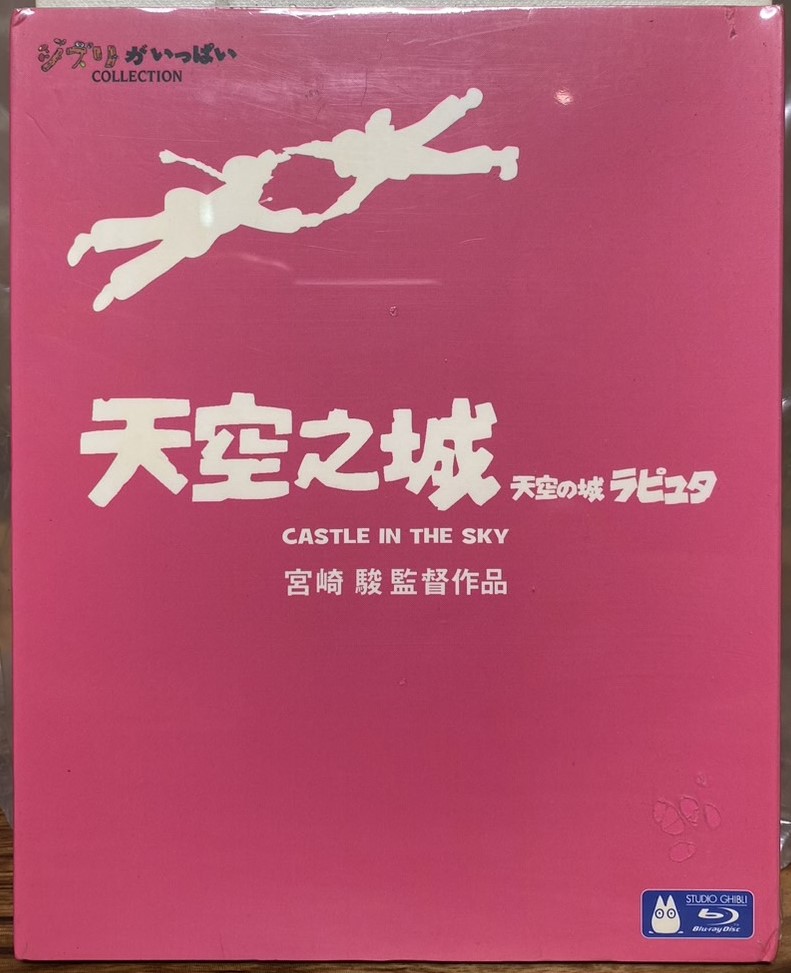 ジブリがいっぱい
COLLECTION
天空之城 天空の城 ラピュタ
CASTLE IN THE SKY
宮崎 駿 監督作品
STUDIO GHIBLI
Blu-ray Disc